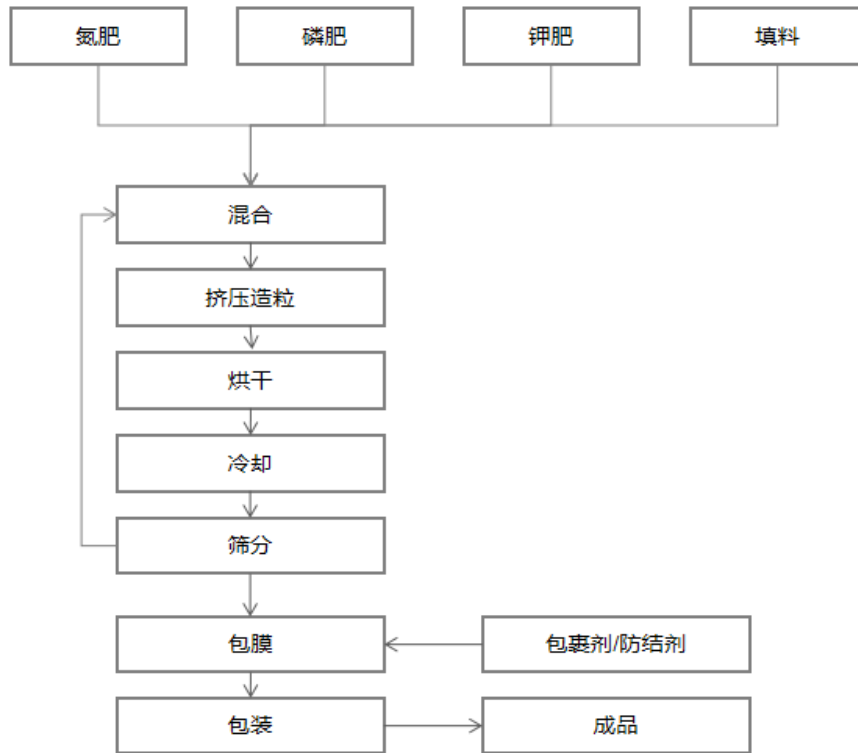 氮肥
磷肥
钾肥
填料
混合
挤压造粒
烘干
冷却
筛分
包膜
包裹剂/防结剂
包装
成品